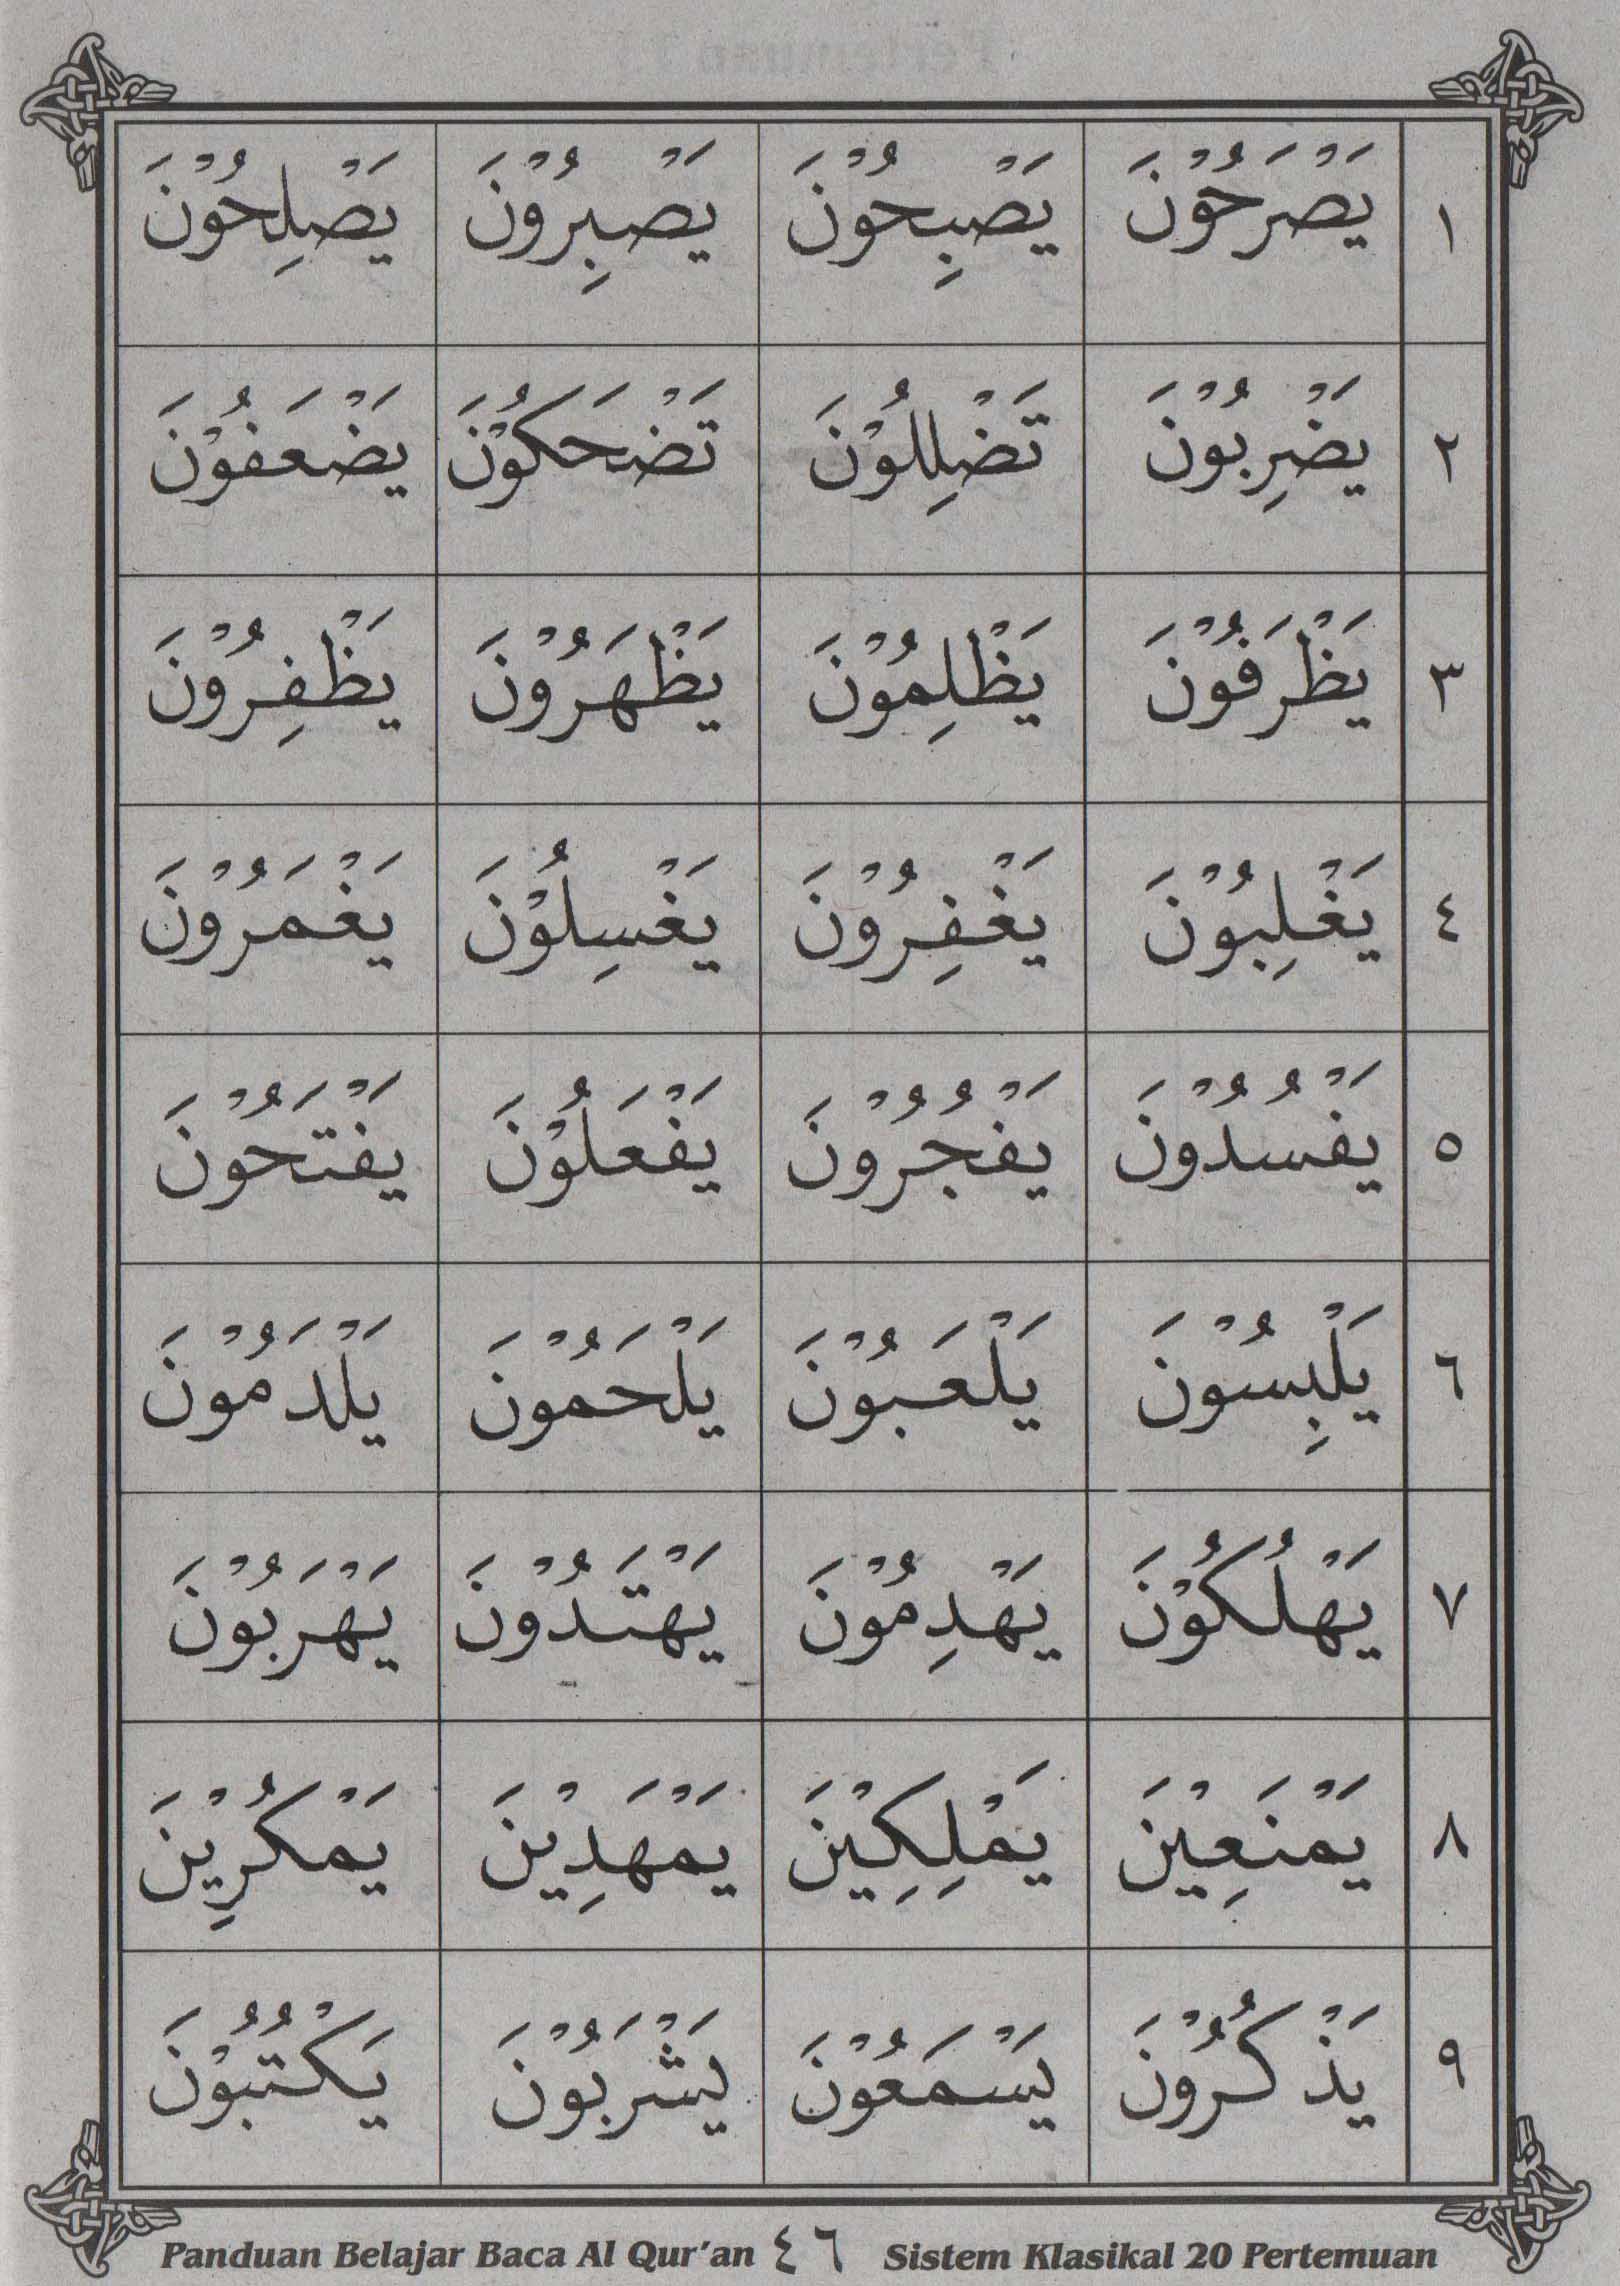 ١ يَصْرَحُوْنَ يَصْبِحُوْنَ يَصْبِرُوْنَ يَصْلِحُوْنَ
٢ يَضْرِبُوْنَ تَضْلِلُوْنَ تَضْحَكُوْنَ يَضْعَفُوْنَ
٣ يَظْرَفُوْنَ يَظْلِمُوْنَ يَظْهَرُوْنَ يَظْفِرُوْنَ
٤ يَغْلِبُوْنَ يَغْفِرُوْنَ يَغْسِلُوْنَ يَغْمَرُوْنَ
٥ يَفْسُدُوْنَ يَفْجُرُوْنَ يَفْعَلُوْنَ يَفْتَحُوْنَ
٦ يَلْبِسُوْنَ يَلْعَبُوْنَ يَلْحَمُوْنَ يَلْدَمُوْنَ
٧ يَهْلُكُوْنَ يَهْدِمُوْنَ يَهْتَدُوْنَ يَهْرَبُوْنَ
٨ يَمْنَعِيْنَ يَمْلِكِيْنَ يَمْهَدِيْنَ يَمْكُرِيْنَ
٩ يَذْكُرُوْنَ يَسْمَعُوْنَ يَشْرَبُوْنَ يَكْتُبُوْنَ
Panduan Belajar Baca Al Qur'an ٤٦ Sistem Klasikal 20 Pertemuan